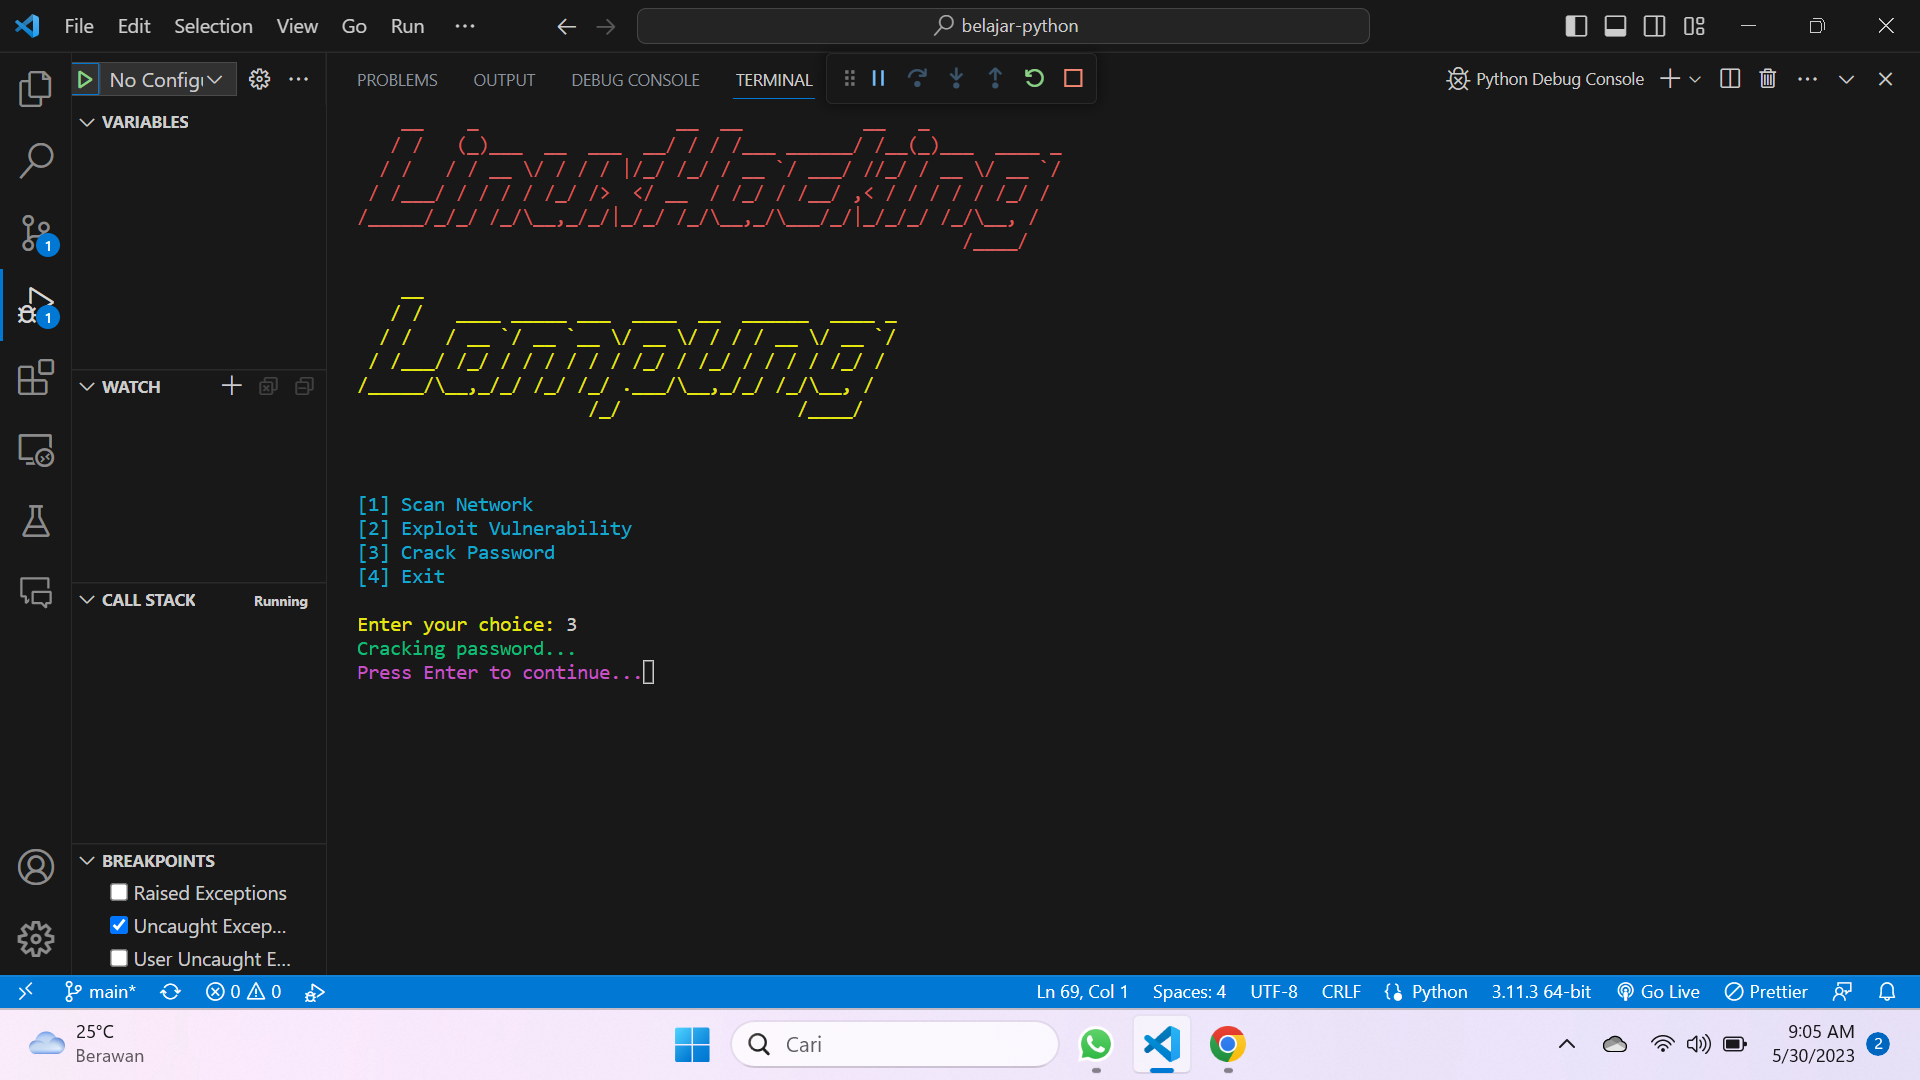 File Edit Selection View Go Run ...
belajar-python
No Configu
PROBLEMS OUTPUT DEBUG CONSOLE TERMINAL
Python Debug Console
VARIABLES
LinuxHacking
Lampung
[1] Scan Network
[2] Exploit Vulnerability
[3] Crack Password
[4] Exit
Enter your choice: 3
Cracking password...
Press Enter to continue...
WATCH
CALL STACK Running
BREAKPOINTS
Raised Exceptions
Uncaught Excep...
User Uncaught E...
1
1
main* 0 0 Ln 69, Col 1 Spaces: 4 UTF-8 CRLF Python 3.11.3 64-bit Go Live Prettier
25°C
Berawan
Cari
9:05 AM
5/30/2023
2